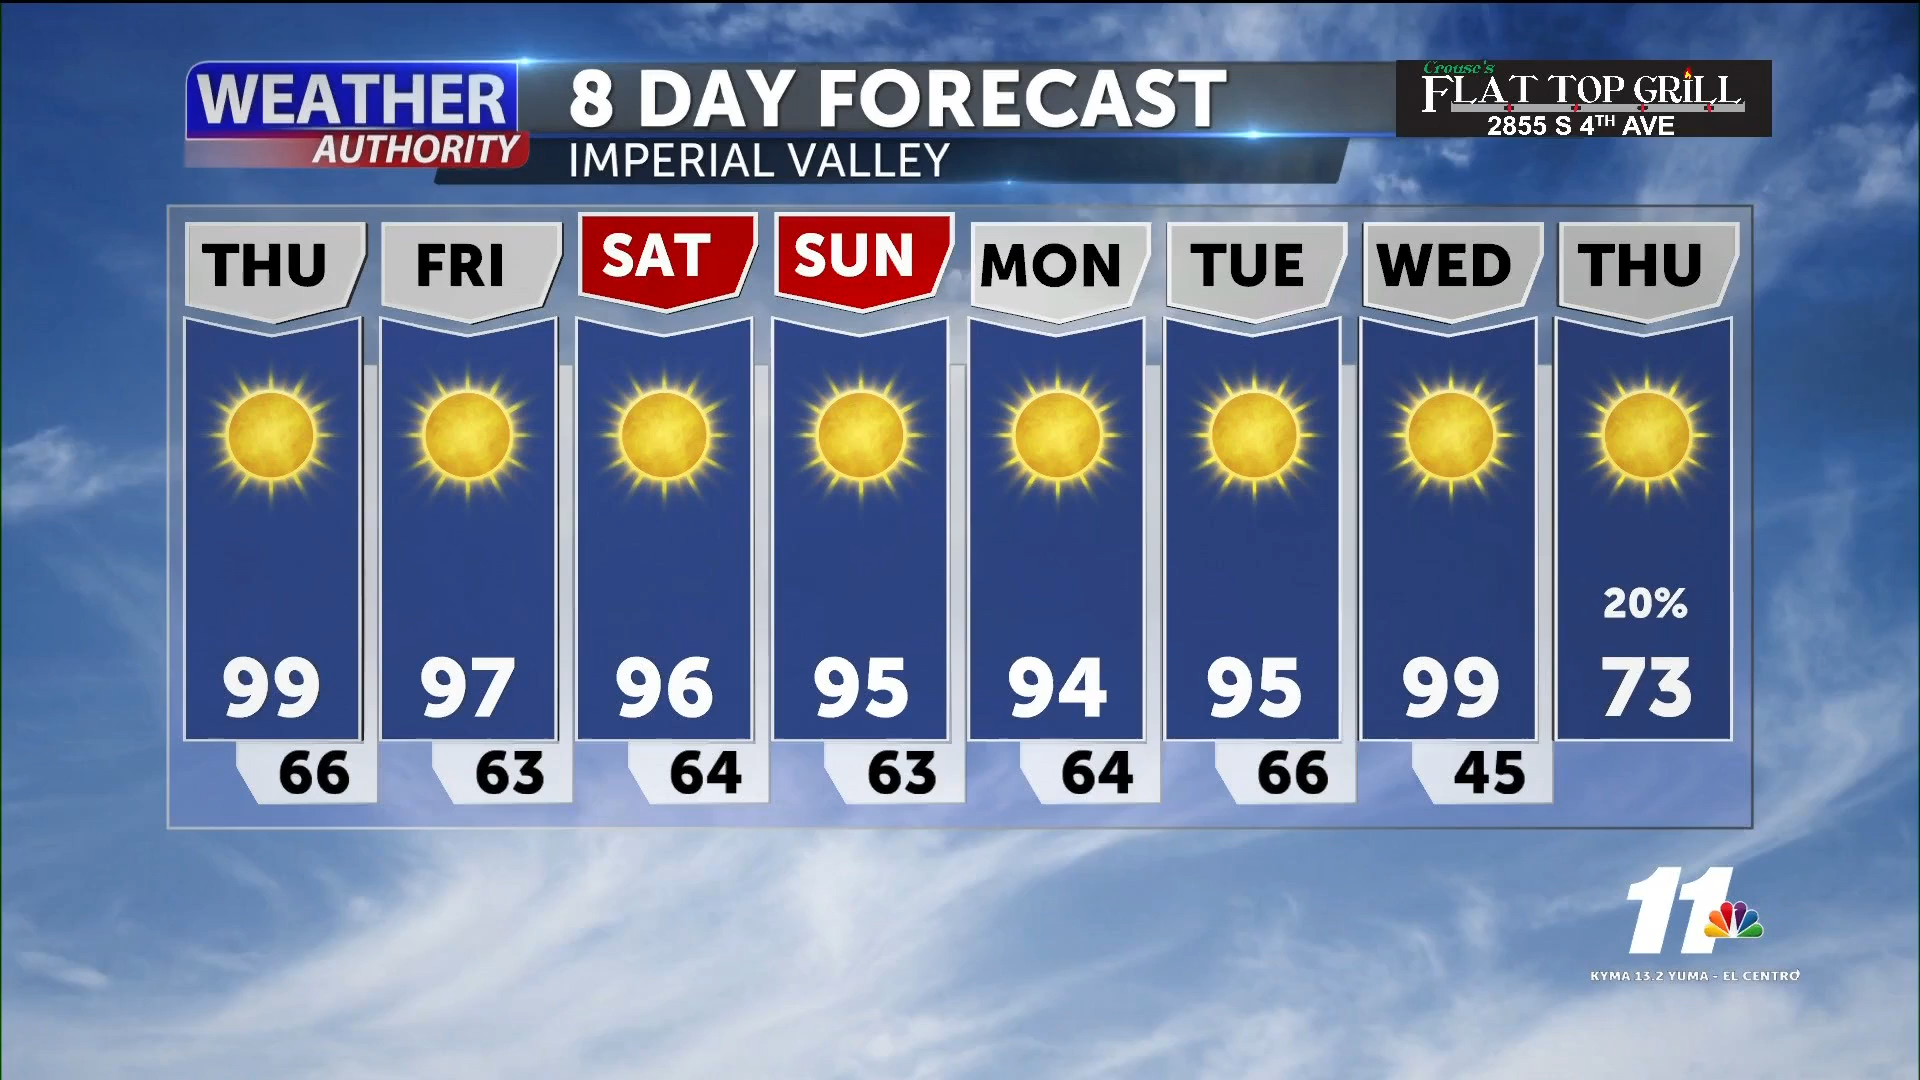 WEATHER
AUTHORITY
8 DAY FORECAST
IMPERIAL VALLEY
Crouse's
FLAT TOP GRILL
2855 S 4TH AVE
THU FRI SAT SUN MON TUE WED THU
20%
99 97 96 95 94 95 99 73
66 63 64 63 64 66 45
11
KYMA 13.2 YUMA - EL CENTRO